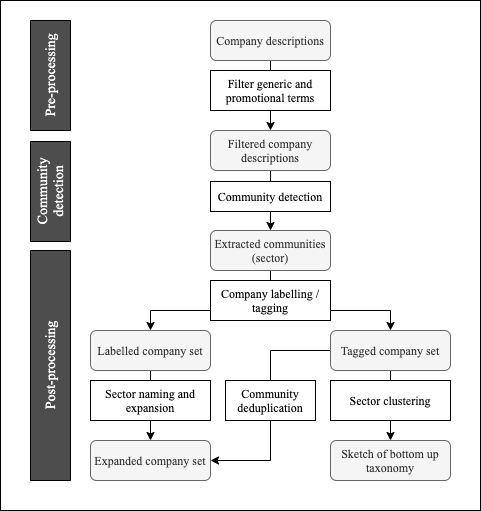 Pre-processing
Company descriptions
Filter generic and
promotional terms
Filtered company
descriptions
Community
detection
Community detection
Extracted communities
(sector)
Post-processing
Company labelling /
tagging
Labelled company set
Tagged company set
Sector naming and
expansion
Community
deduplication
Sector clustering
Expanded company set
Sketch of bottom up
taxonomy